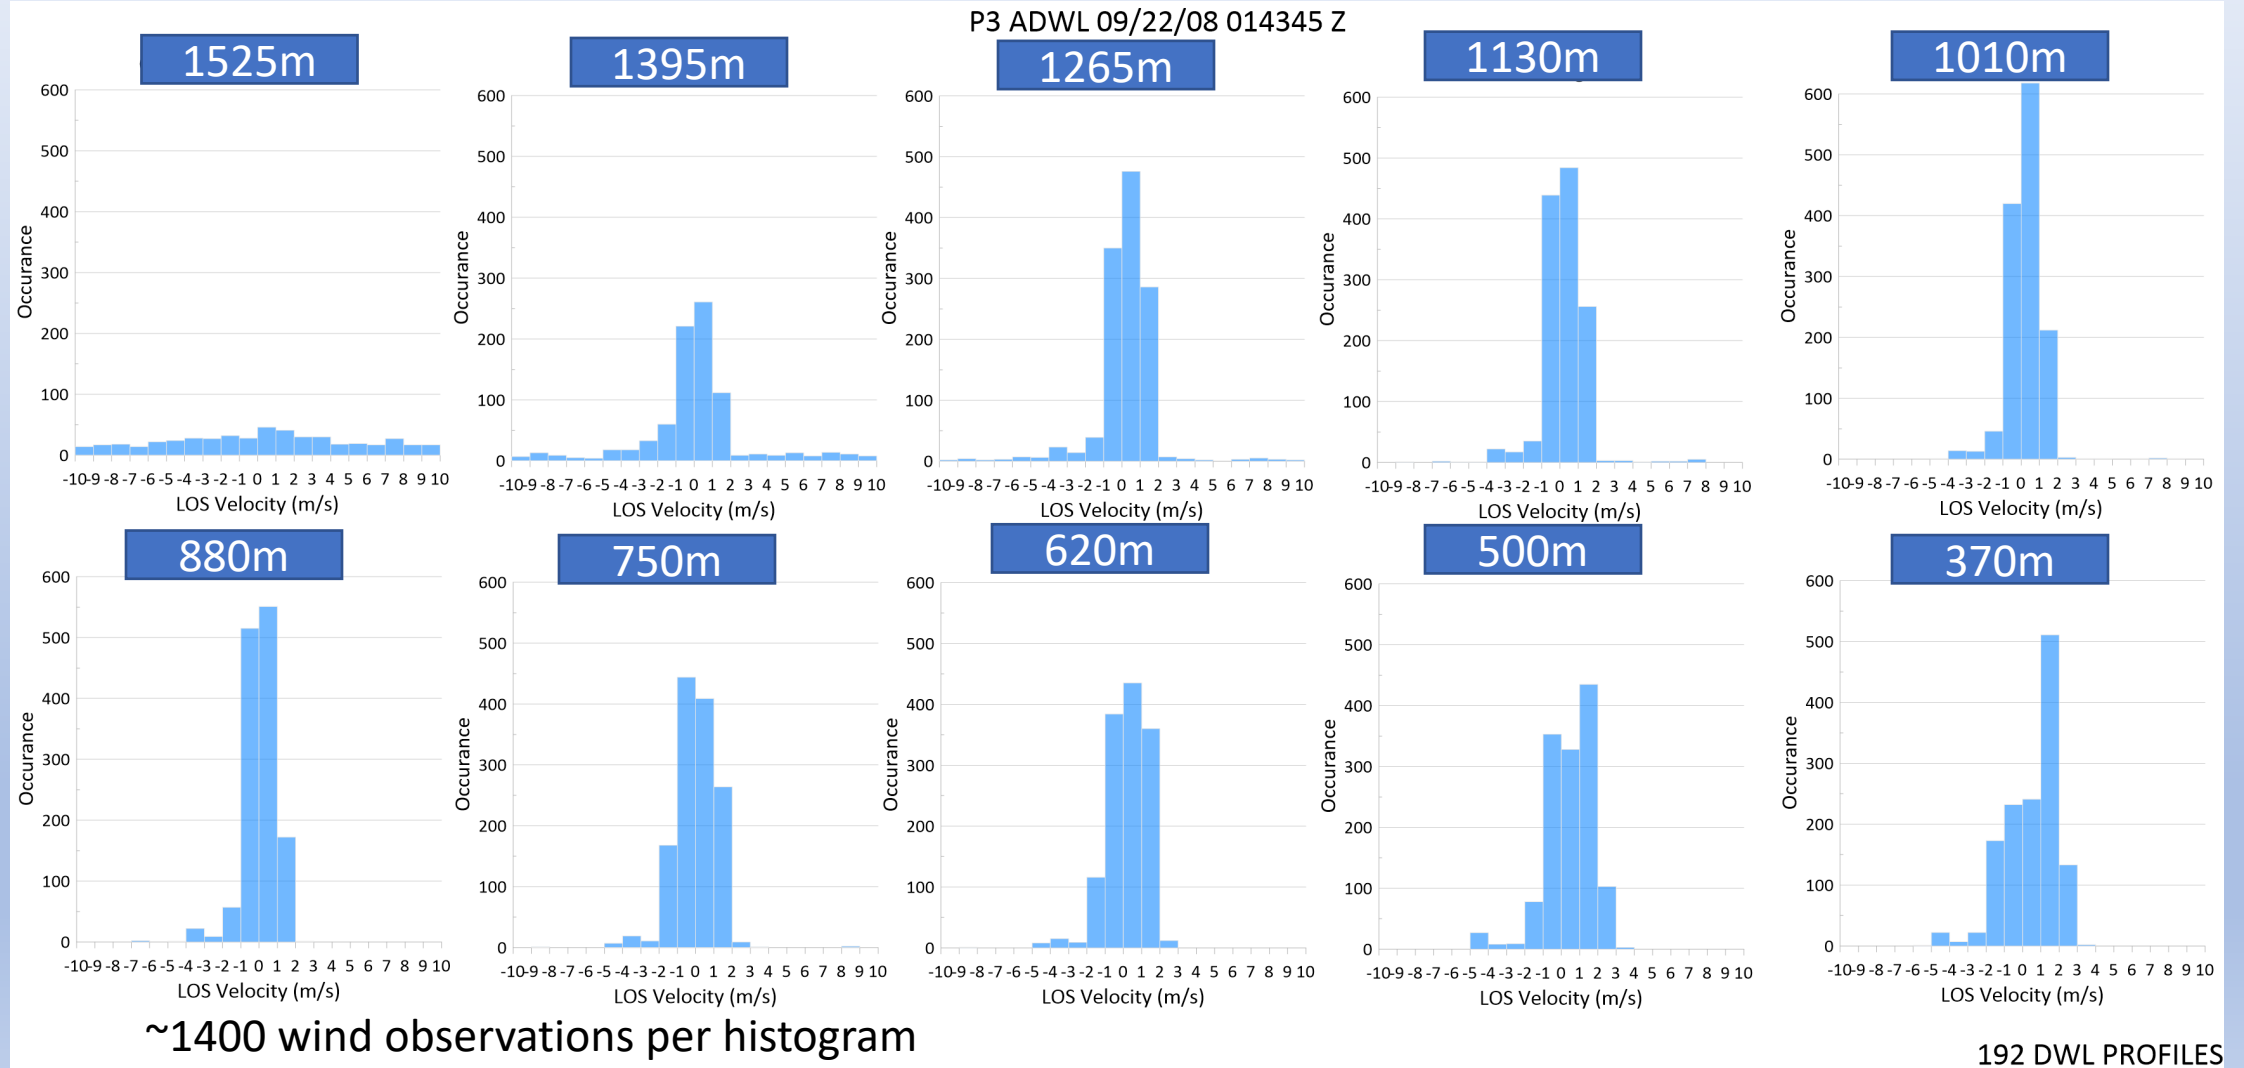 P3 ADWL 09/22/08 014345 Z
1525m
600
500
400
300
200
100
0
Occurance
-10 -9 -8 -7 -6 -5 -4 -3 -2 -1 0 1 2 3 4 5 6 7 8 9 10
LOS Velocity (m/s)
1395m
600
500
400
300
200
100
0
Occurance
-10 -9 -8 -7 -6 -5 -4 -3 -2 -1 0 1 2 3 4 5 6 7 8 9 10
LOS Velocity (m/s)
1265m
600
500
400
300
200
100
0
Occurance
-10 -9 -8 -7 -6 -5 -4 -3 -2 -1 0 1 2 3 4 5 6 7 8 9 10
LOS Velocity (m/s)
1130m
600
500
400
300
200
100
0
Occurance
-10 -9 -8 -7 -6 -5 -4 -3 -2 -1 0 1 2 3 4 5 6 7 8 9 10
LOS Velocity (m/s)
1010m
600
500
400
300
200
100
0
Occurance
-10 -9 -8 -7 -6 -5 -4 -3 -2 -1 0 1 2 3 4 5 6 7 8 9 10
LOS Velocity (m/s)
880m
600
500
400
300
200
100
0
Occurance
-10 -9 -8 -7 -6 -5 -4 -3 -2 -1 0 1 2 3 4 5 6 7 8 9 10
LOS Velocity (m/s)
750m
600
500
400
300
200
100
0
Occurance
-10 -9 -8 -7 -6 -5 -4 -3 -2 -1 0 1 2 3 4 5 6 7 8 9 10
LOS Velocity (m/s)
620m
600
500
400
300
200
100
0
Occurance
-10 -9 -8 -7 -6 -5 -4 -3 -2 -1 0 1 2 3 4 5 6 7 8 9 10
LOS Velocity (m/s)
500m
600
500
400
300
200
100
0
Occurance
-10 -9 -8 -7 -6 -5 -4 -3 -2 -1 0 1 2 3 4 5 6 7 8 9 10
LOS Velocity (m/s)
370m
600
500
400
300
200
100
0
Occurance
-10 -9 -8 -7 -6 -5 -4 -3 -2 -1 0 1 2 3 4 5 6 7 8 9 10
LOS Velocity (m/s)
~1400 wind observations per histogram
192 DWL PROFILES